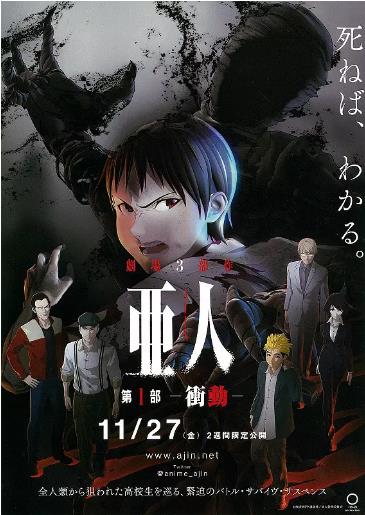 死ねば、わかる。
劇場3部作
亜人
第1部 ―衝動―
11/27(金) 2週間限定公開
www.ajin.net
Twitter
@anime_ajin
全人類から狙われた高校生を巡る、緊迫のバトル・サバイヴ・サスペンス